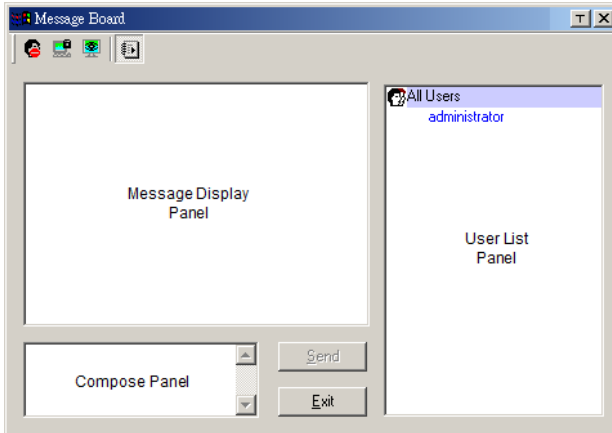 Message Board
T X
All Users
administrator
Message Display
Panel
User List
Panel
Compose Panel
Send
Exit